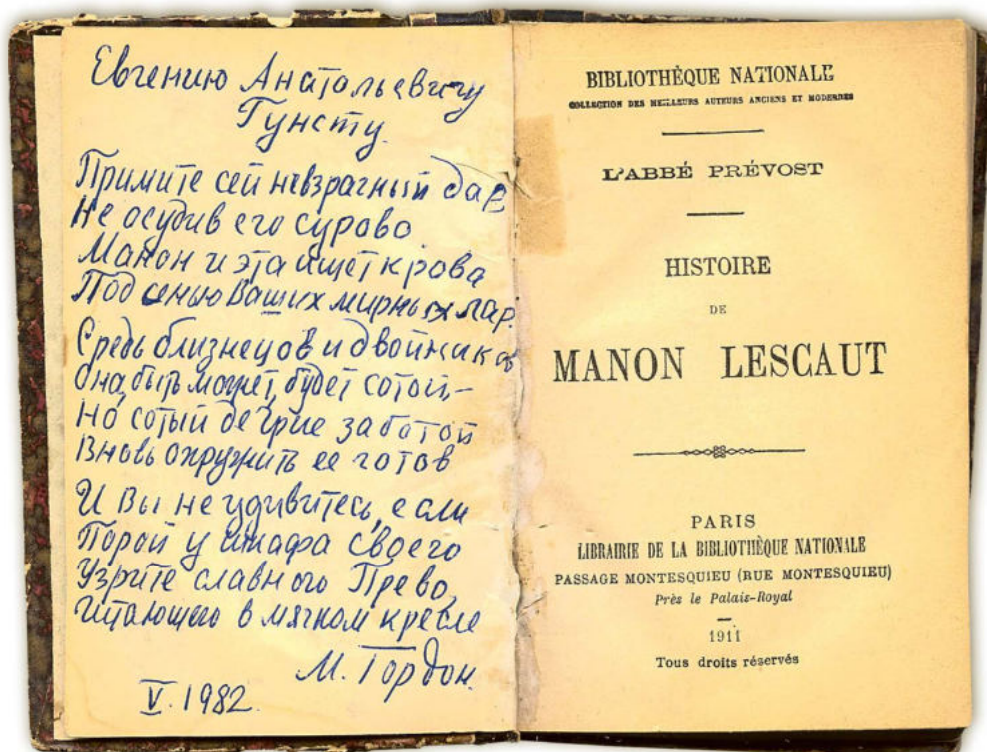 Евгению Анатольевичу
Гунсту.
Примите сей невзрачный дар
Не осудив его сурово.
Манон и эта ищет крова
Под сенью Ваших мирных лар.
Средь близнецов и двойников
Она, быть может, будет сотой,—
Но сотый де Грие заботой
Вновь окружить ее готов
И Вы не удивитесь, если
Порой у шкафа своего
Узрите славного Прево,
Читающего в мягком кресле
М. Гордон.
V. 1982.
BIBLIOTHÈQUE NATIONALE
COLLECTION DES MEILLEURS AUTEURS ANCIENS ET MODERNES
L'ABBÉ PRÉVOST
HISTOIRE
DE
MANON LESCAUT
PARIS
LIBRAIRIE DE LA BIBLIOTHÈQUE NATIONALE
PASSAGE MONTESQUIEU (RUE MONTESQUIEU)
Près le Palais-Royal
1911
Tous droits réservés